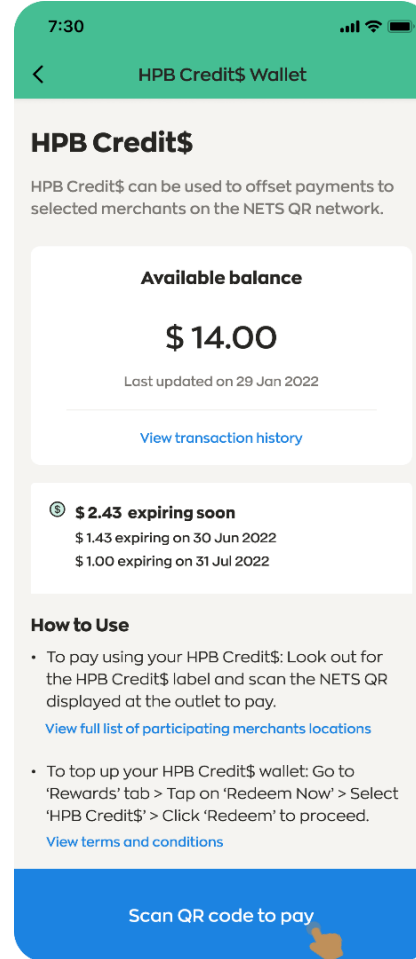 7:30
HPB Credit$ Wallet
HPB Credit$
HPB Credit$ can be used to offset payments to
selected merchants on the NETS QR network.
Available balance
$ 14.00
Last updated on 29 Jan 2022
View transaction history
$ 2.43 expiring soon
$ 1.43 expiring on 30 Jun 2022
$ 1.00 expiring on 31 Jul 2022
How to Use
• To pay using your HPB Credit$: Look out for
the HPB Credit$ label and scan the NETS QR
displayed at the outlet to pay.
View full list of participating merchants locations
• To top up your HPB Credit$ wallet: Go to
‘Rewards’ tab > Tap on ‘Redeem Now’ > Select
‘HPB Credit$’ > Click ‘Redeem’ to proceed.
View terms and conditions
Scan QR code to pay